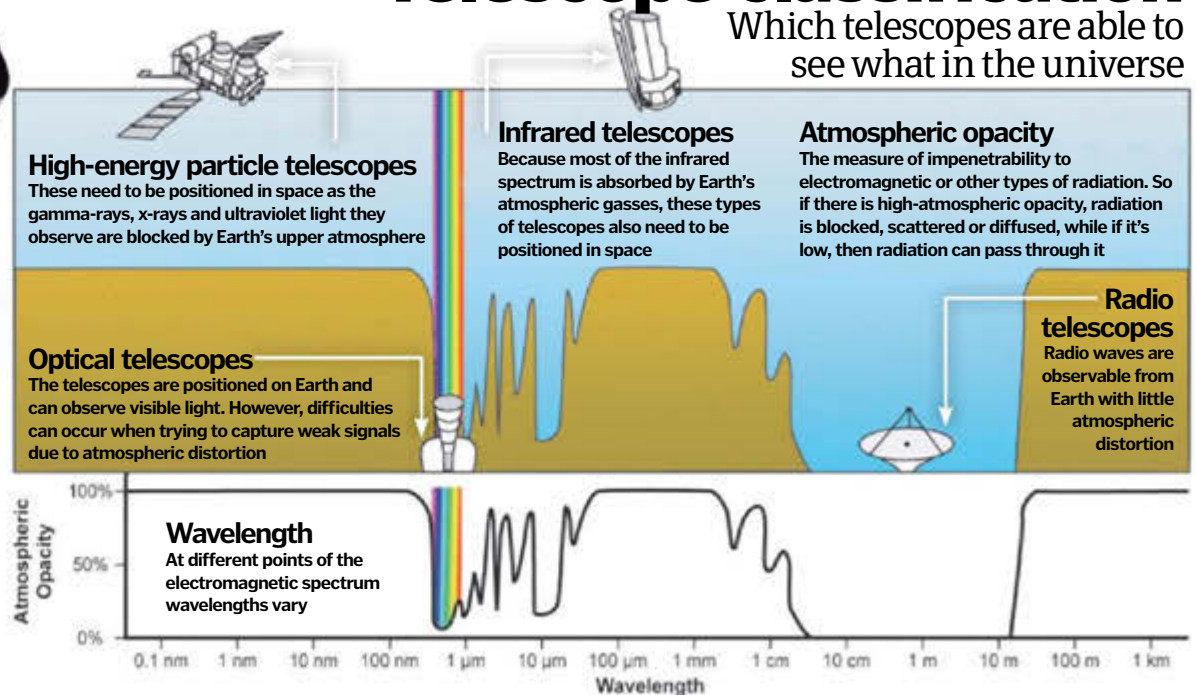 Telescope classification
Which telescopes are able to
see what in the universe
High-energy particle telescopes
These need to be positioned in space as the
gamma-rays, x-rays and ultraviolet light they
observe are blocked by Earth's upper atmosphere
Infrared telescopes
Because most of the infrared
spectrum is absorbed by Earth's
atmospheric gasses, these types
of telescopes also need to be
positioned in space
Atmospheric opacity
The measure of impenetrability to
electromagnetic or other types of radiation. So
if there is high-atmospheric opacity, radiation
is blocked, scattered or diffused, while if it's
low, then radiation can pass through it
Optical telescopes
The telescopes are positioned on Earth and
can observe visible light. However, difficulties
can occur when trying to capture weak signals
due to atmospheric distortion
Radio
telescopes
Radio waves are
observable from
Earth with little
atmospheric
distortion
Atmospheric
Opacity
100%
50%
0%
Wavelength
At different points of the
electromagnetic spectrum
wavelengths vary
0.1 nm 1 nm 10 nm 100 nm 1 μm 10 μm 100 μm 1 mm 1 cm 10 cm 1 m 10 m 100 m 1 km
Wavelength